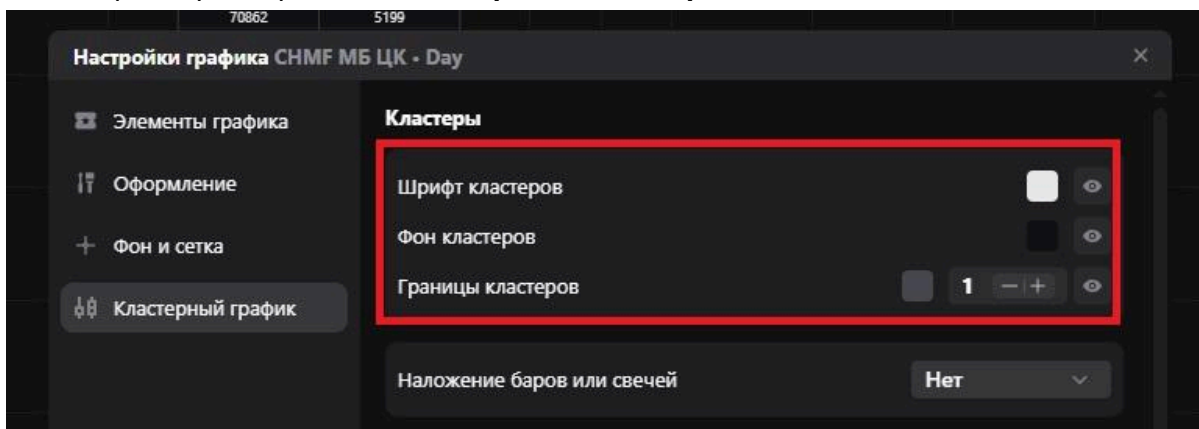 70862 5199
Настройки графика CHMF МБ ЦК • Day
Элементы графика
Оформление
Фон и сетка
Кластерный график
Кластеры
Шрифт кластеров
Фон кластеров
Границы кластеров 1
Наложение баров или свечей Нет